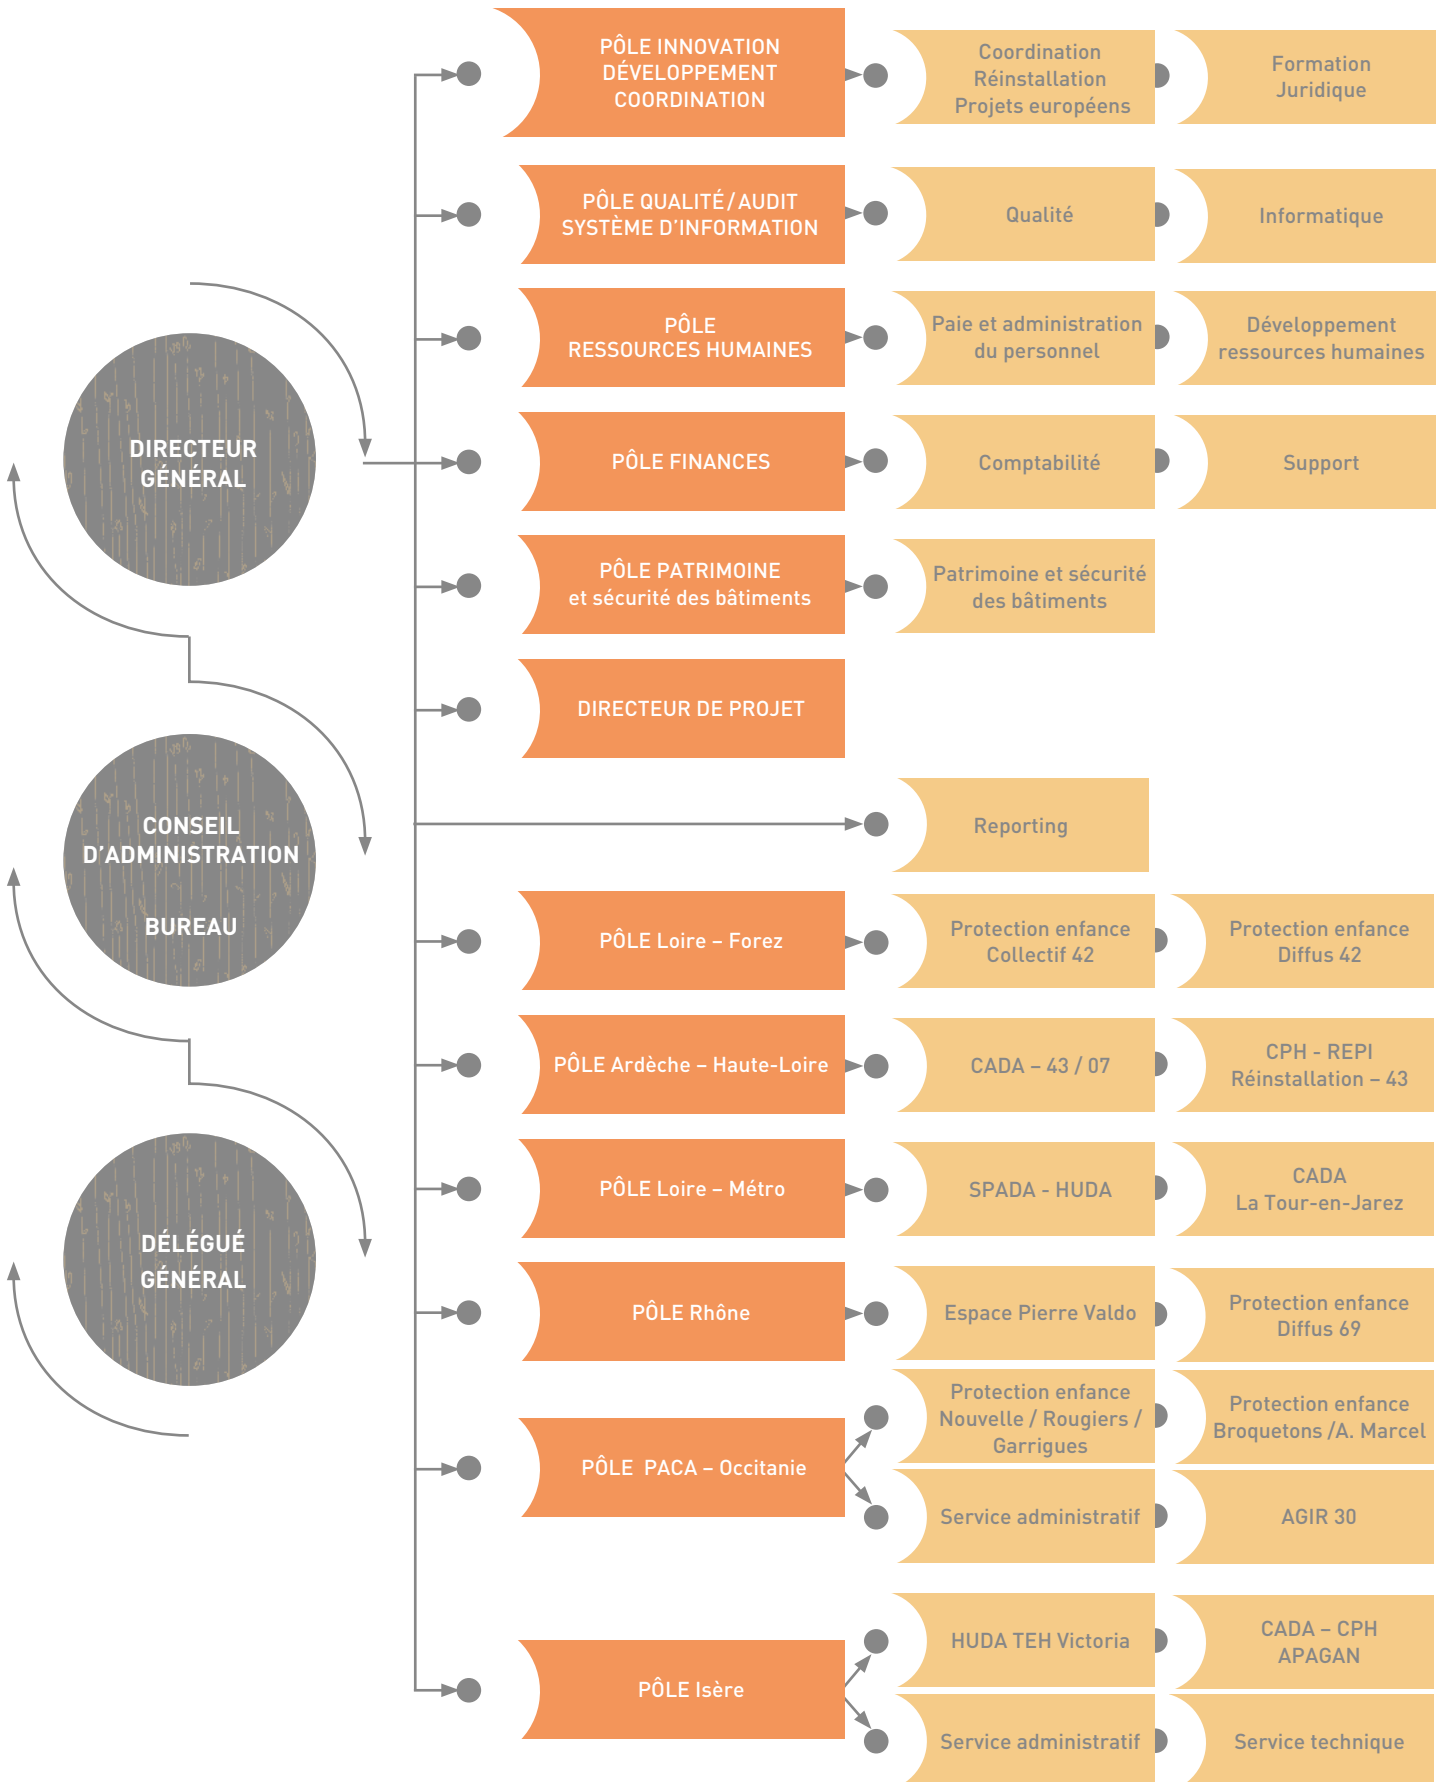 DIRECTEUR
GÉNÉRAL
CONSEIL
D’ADMINISTRATION
BUREAU
DÉLÉGUÉ
GÉNÉRAL
PÔLE INNOVATION
DÉVELOPPEMENT
COORDINATION
Coordination
Réinstallation
Projets européens
Formation
Juridique
PÔLE QUALITÉ/AUDIT
SYSTÈME D’INFORMATION
Qualité
Informatique
PÔLE
RESSOURCES HUMAINES
Paie et administration
du personnel
Développement
ressources humaines
PÔLE FINANCES
Comptabilité
Support
PÔLE PATRIMOINE
et sécurité des bâtiments
Patrimoine et sécurité
des bâtiments
DIRECTEUR DE PROJET
Reporting
PÔLE Loire – Forez
Protection enfance
Collectif 42
Protection enfance
Diffus 42
PÔLE Ardèche – Haute-Loire
CADA – 43 / 07
CPH - REPI
Réinstallation – 43
PÔLE Loire – Métro
SPADA - HUDA
CADA
La Tour-en-Jarez
PÔLE Rhône
Espace Pierre Valdo
Protection enfance
Diffus 69
PÔLE PACA – Occitanie
Protection enfance
Nouvelle / Rougiers /
Garrigues
Protection enfance
Broquetons /A. Marcel
Service administratif
AGIR 30
PÔLE Isère
HUDA TEH Victoria
CADA – CPH
APAGAN
Service administratif
Service technique